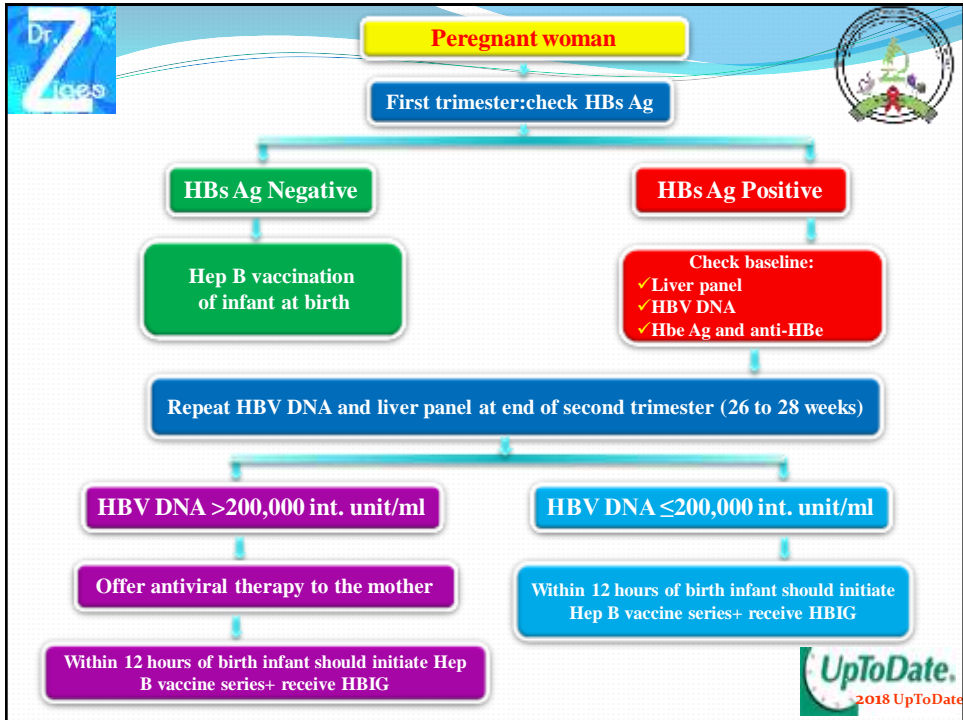 Dr.
Ziaes
Peregnant woman
First trimester:check HBs Ag
HBs Ag Negative
HBs Ag Positive
Hep B vaccination
of infant at birth
Check baseline:
✓Liver panel
✓HBV DNA
✓Hbe Ag and anti-HBe
Repeat HBV DNA and liver panel at end of second trimester (26 to 28 weeks)
HBV DNA >200,000 int. unit/ml
HBV DNA ≤200,000 int. unit/ml
Offer antiviral therapy to the mother
Within 12 hours of birth infant should initiate
Hep B vaccine series+ receive HBIG
Within 12 hours of birth infant should initiate Hep
B vaccine series+ receive HBIG
UpToDate.
2018 UpToDate